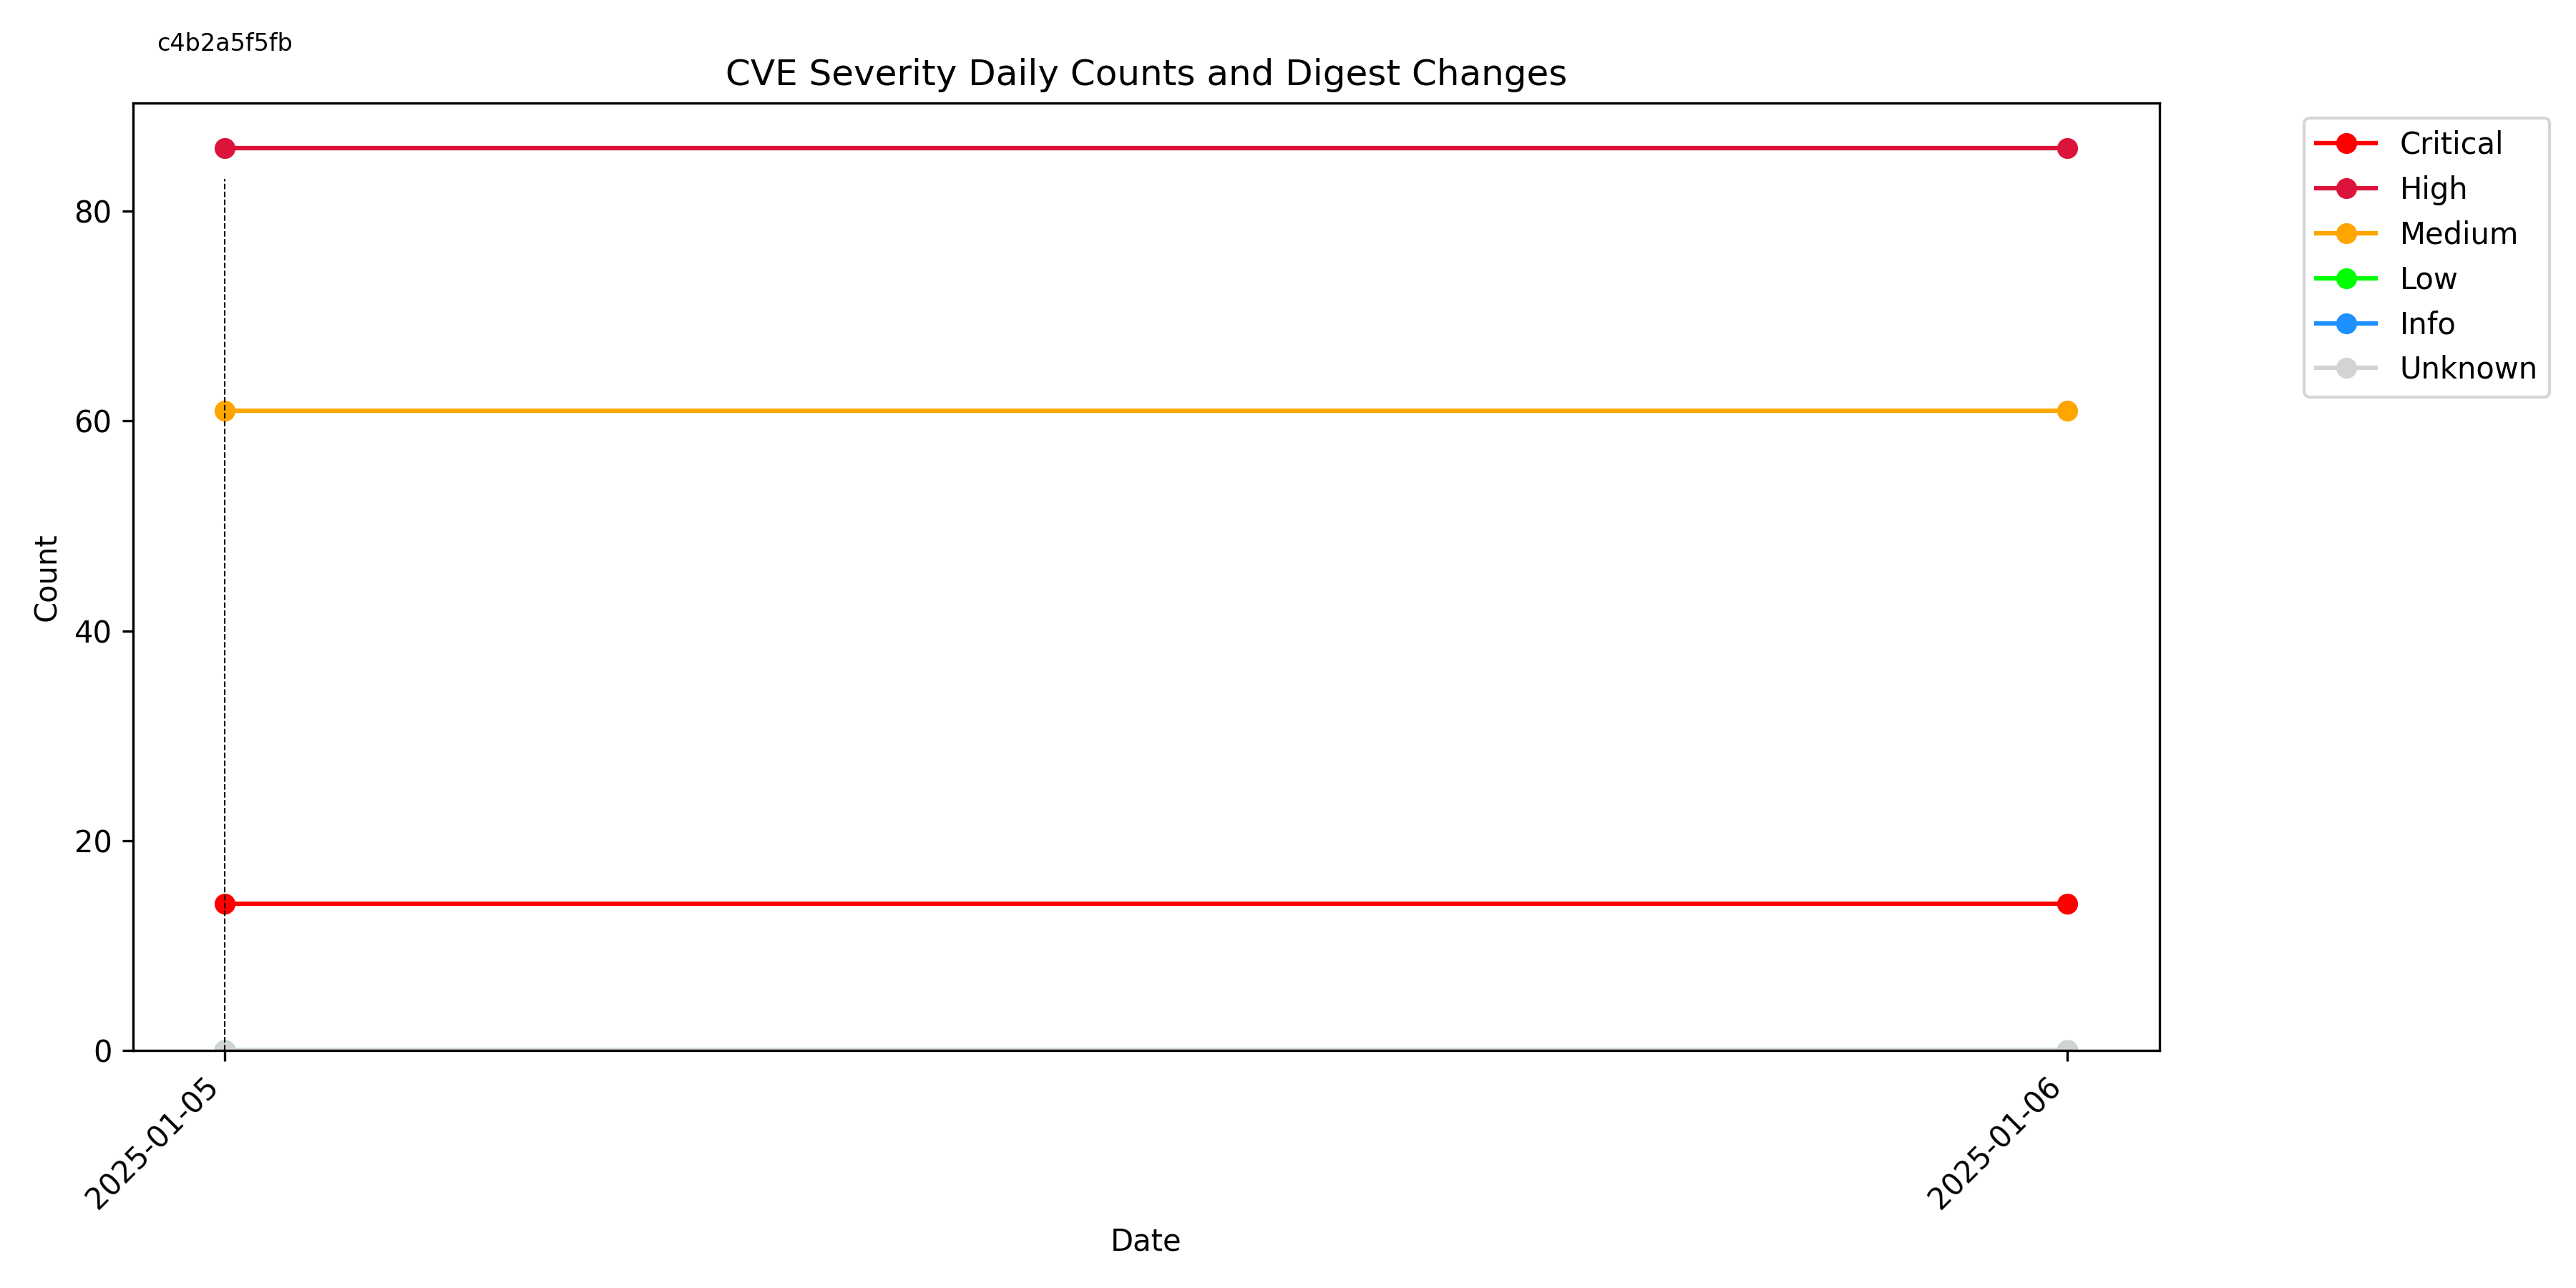 c4b2a5f5fb
CVE Severity Daily Counts and Digest Changes
Critical
High
Medium
Low
Info
Unknown
80
60
40
20
0
Count
2025-01-05
2025-01-06
Date